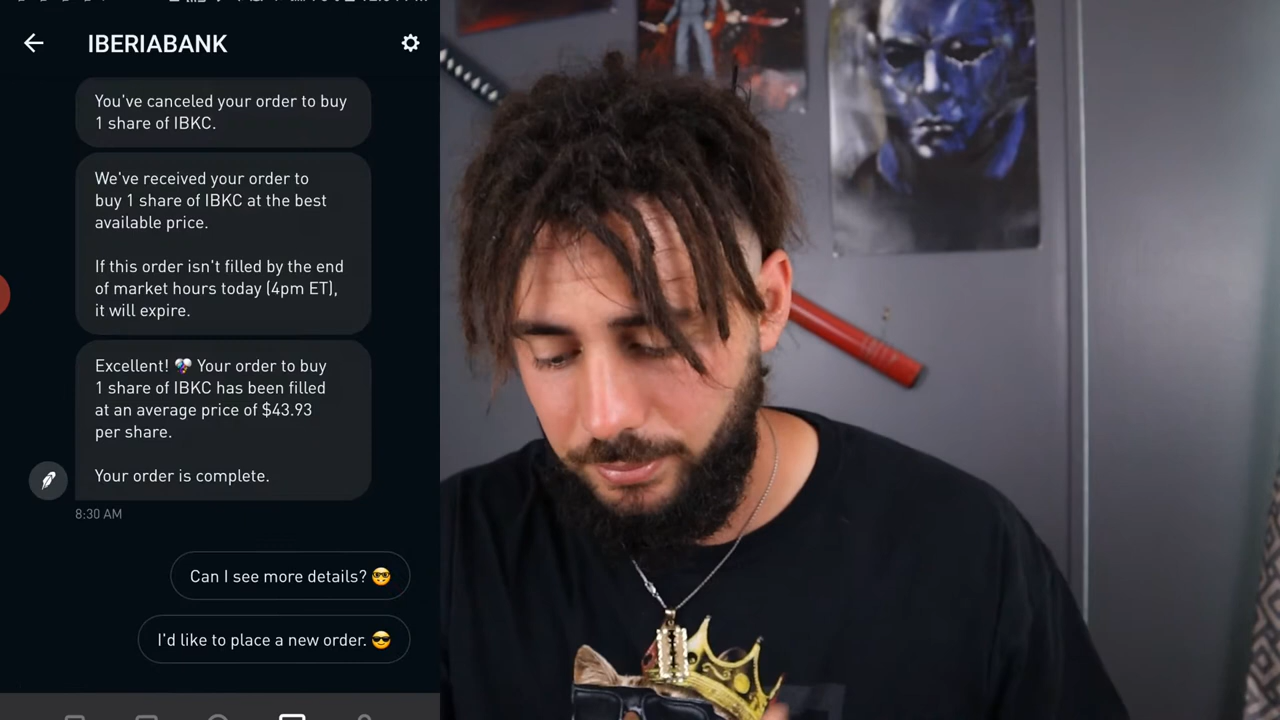 IBERIABANK
You've canceled your order to buy
1 share of IBKC.
We've received your order to
buy 1 share of IBKC at the best
available price.
If this order isn't filled by the end
of market hours today (4pm ET),
it will expire.
Excellent! 🎊 Your order to buy
1 share of IBKC has been filled
at an average price of $43.93
per share.
Your order is complete.
8:30 AM
Can I see more details? 😎
I'd like to place a new order. 😎